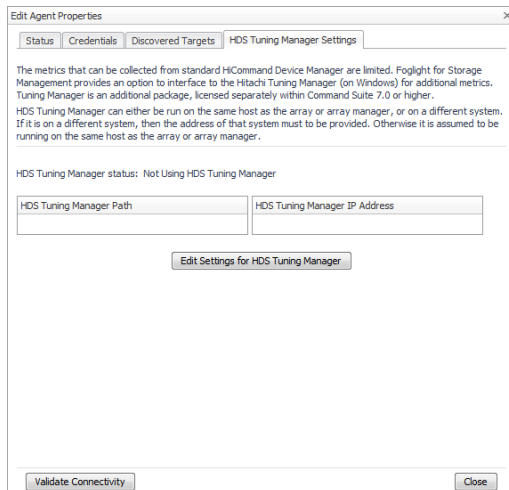 Edit Agent Properties
Status Credentials Discovered Targets HDS Tuning Manager Settings
The metrics that can be collected from standard HiCommand Device Manager are limited. Foglight for Storage
Management provides an option to interface to the Hitachi Tuning Manager (on Windows) for additional metrics.
Tuning Manager is an additional package, licensed separately within Command Suite 7.0 or higher.
HDS Tuning Manager can either be run on the same host as the array or array manager, or on a different system.
If it is on a different system, then the address of that system must to be provided. Otherwise it is assumed to be
running on the same host as the array or array manager.
HDS Tuning Manager status: Not Using HDS Tuning Manager
HDS Tuning Manager Path HDS Tuning Manager IP Address
Edit Settings for HDS Tuning Manager
Validate Connectivity Close